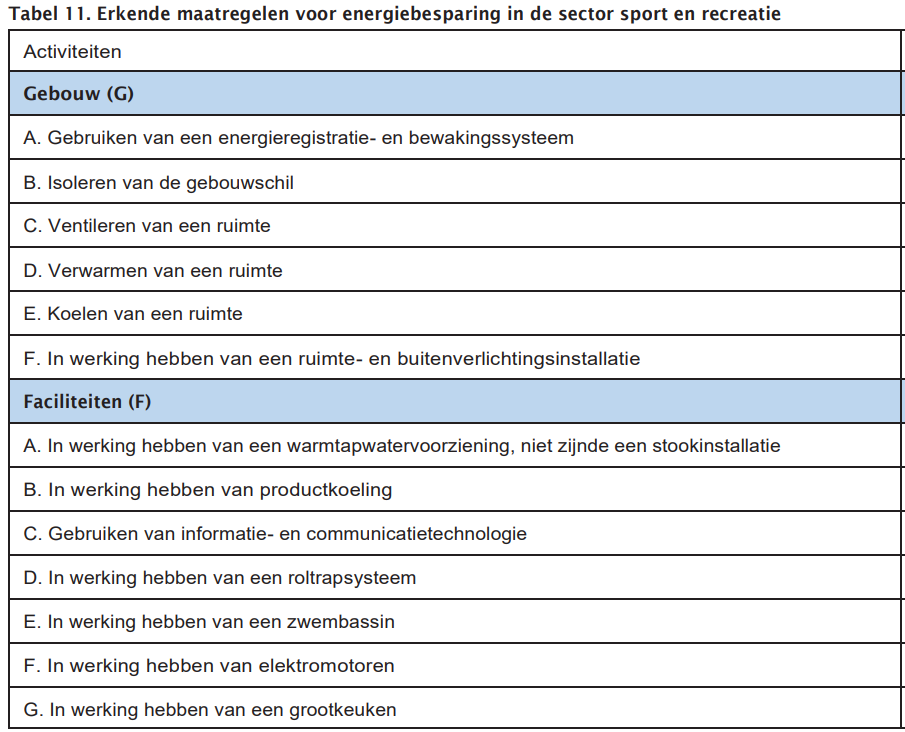 Tabel 11. Erkende maatregelen voor energiebesparing in de sector sport en recreatie
Activiteiten
Gebouw (G)
A. Gebruiken van een energieregistratie- en bewakingssysteem
B. Isoleren van de gebouwschil
C. Ventileren van een ruimte
D. Verwarmen van een ruimte
E. Koelen van een ruimte
F. In werking hebben van een ruimte- en buitenverlichtingsinstallatie
Faciliteiten (F)
A. In werking hebben van een warmtapwatervoorziening, niet zijnde een stookinstallatie
B. In werking hebben van productkoeling
C. Gebruiken van informatie- en communicatietechnologie
D. In werking hebben van een roltrapsysteem
E. In werking hebben van een zwembassin
F. In werking hebben van elektromotoren
G. In werking hebben van een grootkeuken